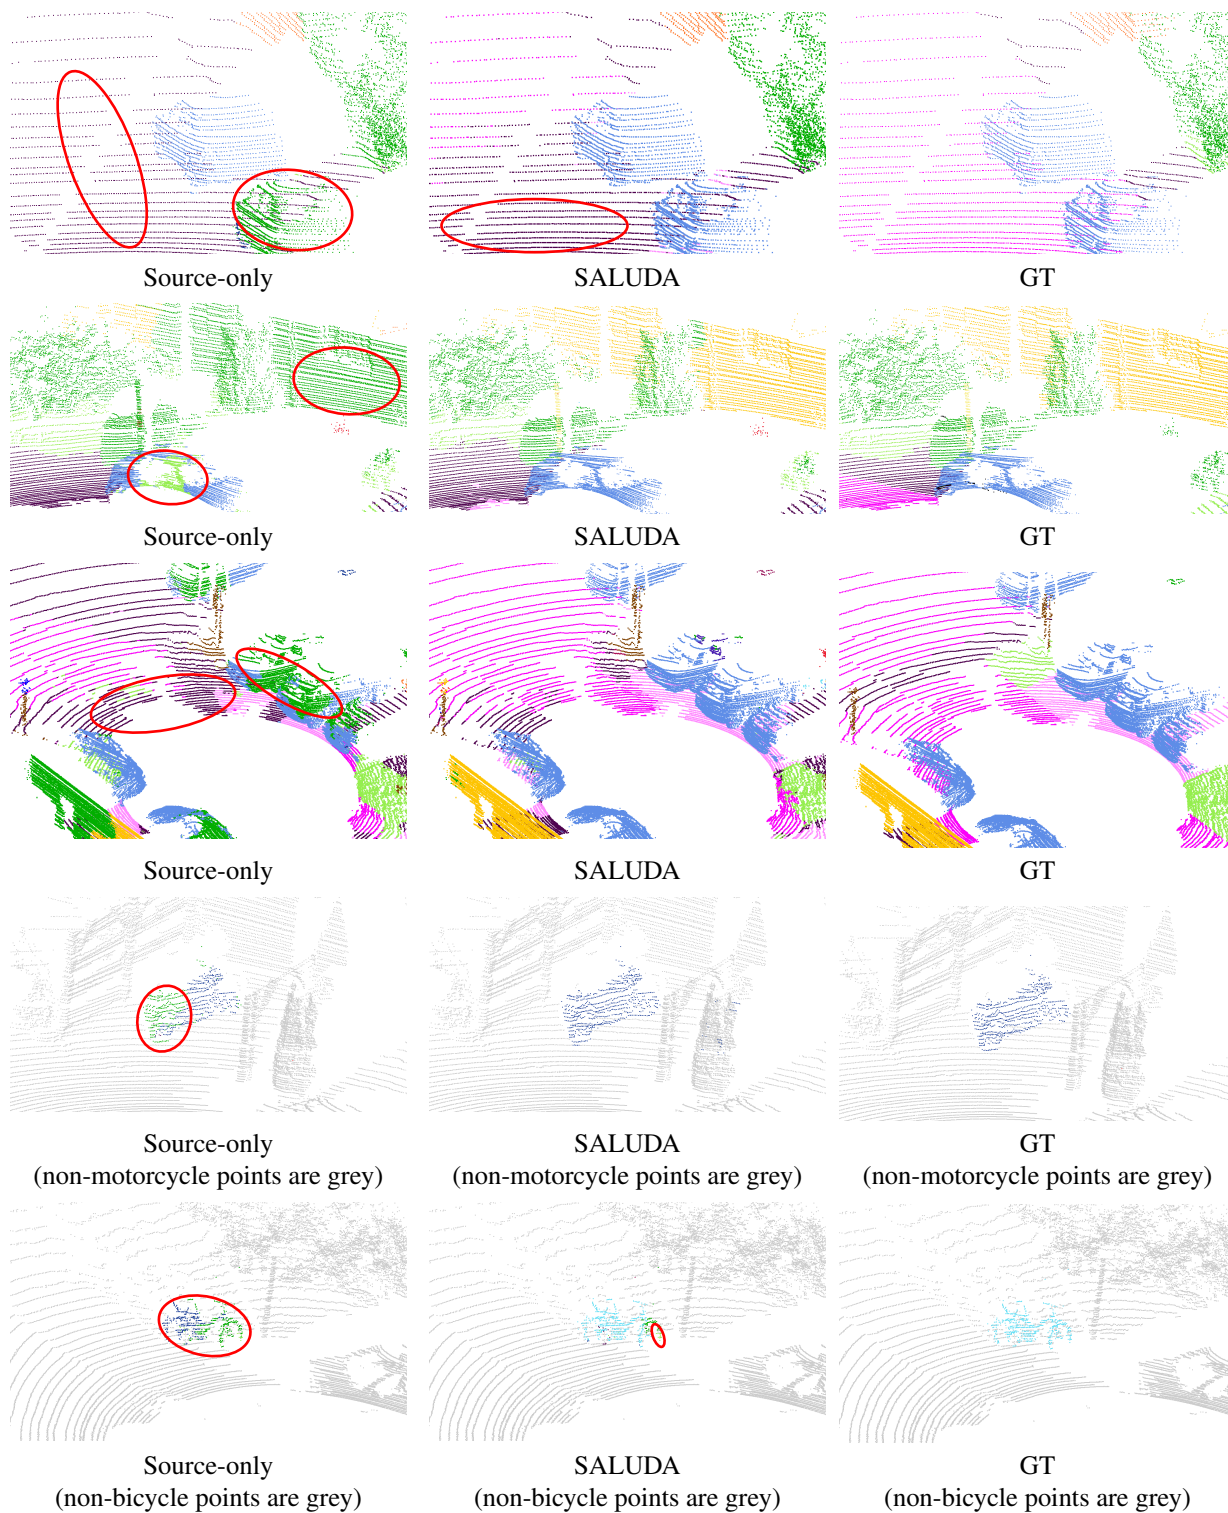 Source-only
SALUDA
GT
Source-only
SALUDA
GT
Source-only
SALUDA
GT
Source-only
(non-motorcycle points are grey)
SALUDA
(non-motorcycle points are grey)
GT
(non-motorcycle points are grey)
Source-only
(non-bicycle points are grey)
SALUDA
(non-bicycle points are grey)
GT
(non-bicycle points are grey)